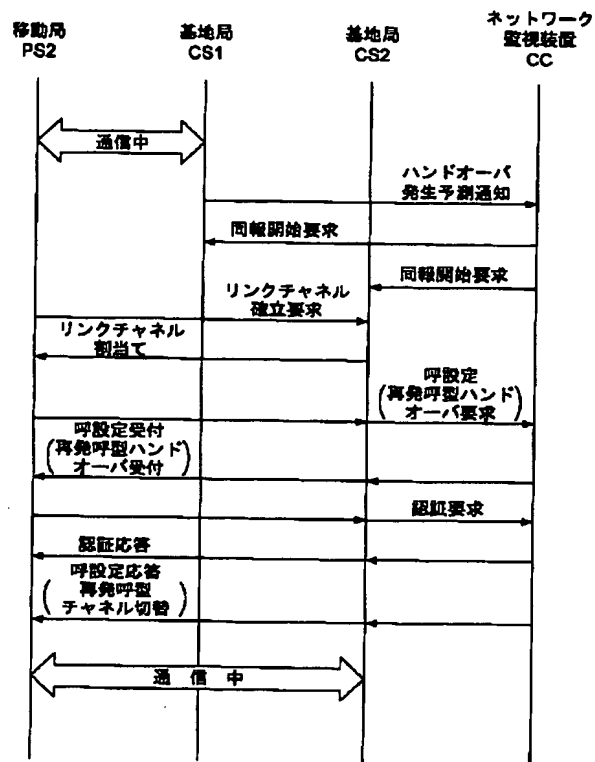 移動局
PS2
基地局
CS1
基地局
CS2
ネットワーク
監視装置
CC
通信中
ハンドオーバ
発生予測通知
同報開始要求
同報開始要求
リンクチャネル
確立要求
リンクチャネル
割当て
呼設定
(再発呼型ハンド
オーバ要求)
呼設定受付
(再発呼型ハンド
オーバ受付)
認証要求
認証応答
呼設定応答
(再発呼型
チャネル切替)
通 信 中